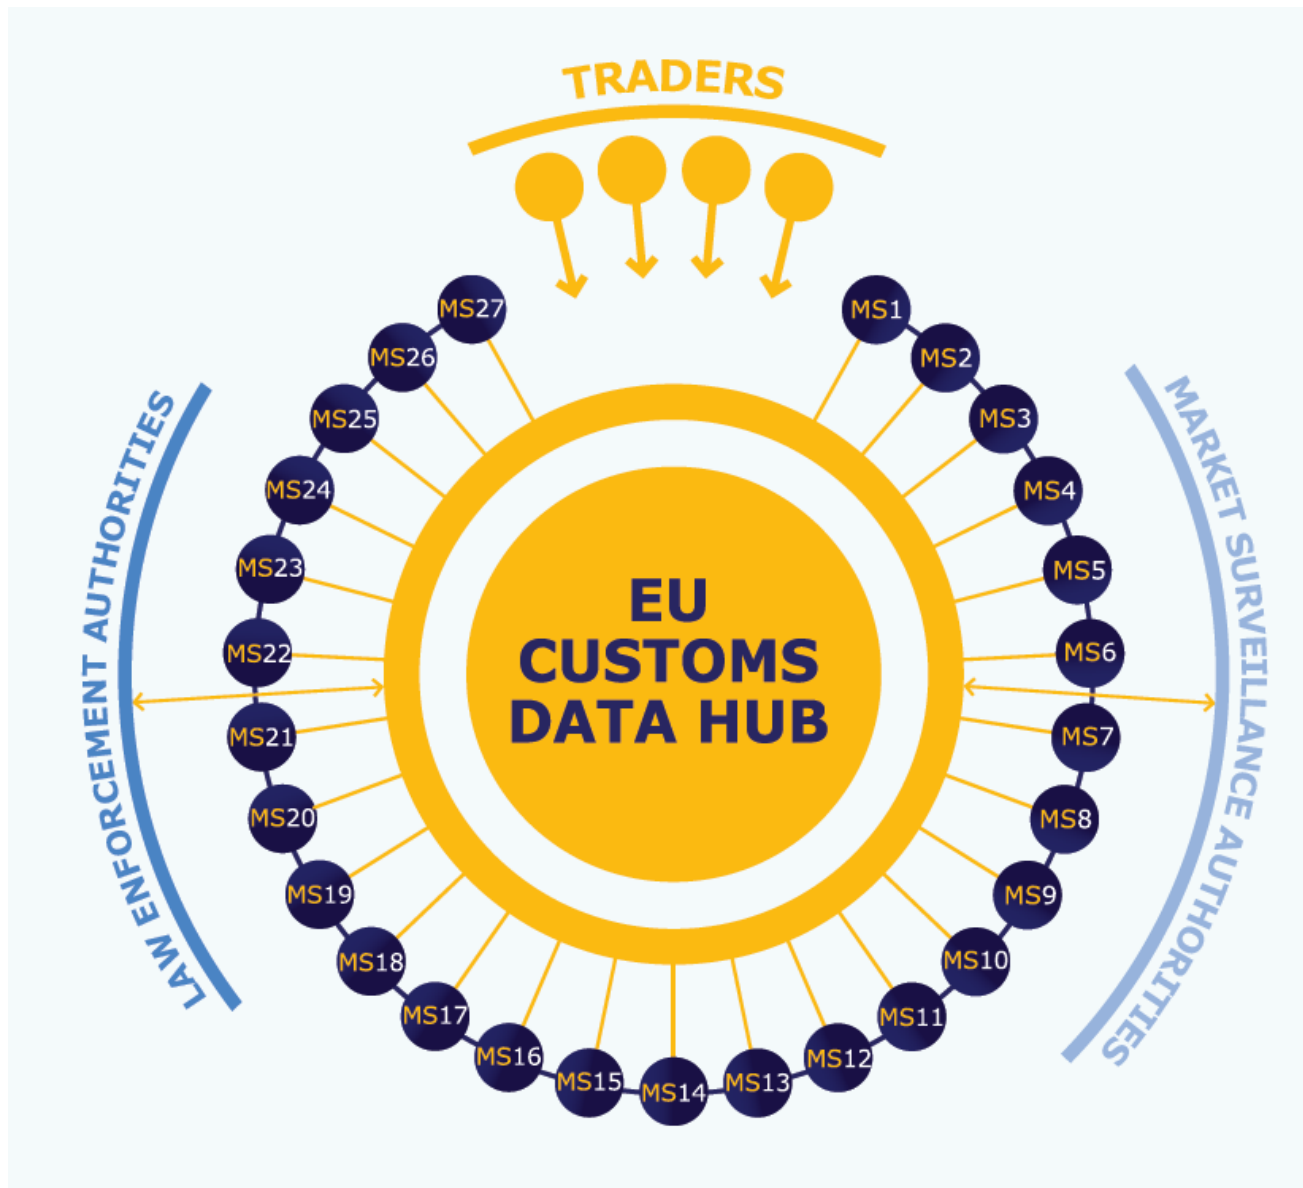 TRADERS
MS27
MS1
MS26
MS2
MS25
MS3
MS24
MS4
MS23
MS5
MS22
MS6
MS21
MS7
MS20
MS8
MS19
MS9
MS18
MS10
MS17
MS11
MS16
MS12
MS15
MS13
MS14
LAW ENFORCEMENT AUTHORITIES
EU
CUSTOMS
DATA HUB
MARKET SURVEILLANCE AUTHORITIES